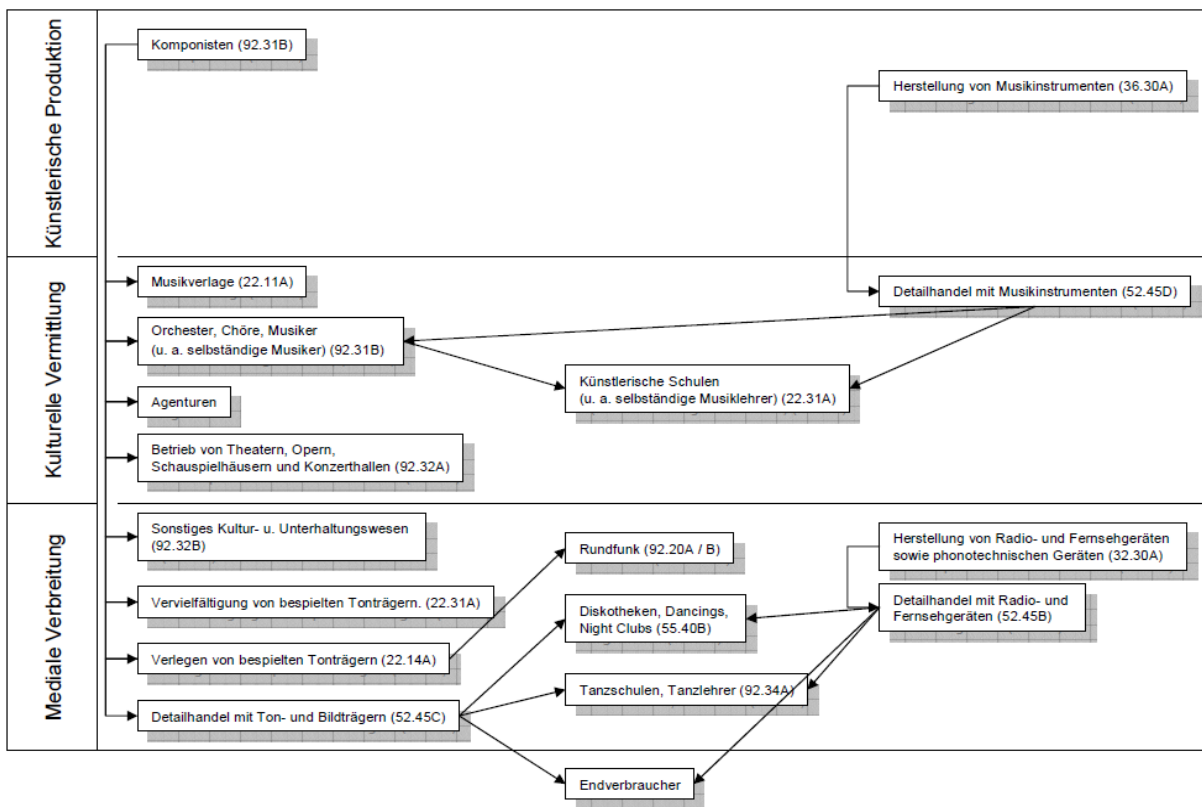 Künstlerische Produktion
Komponisten (92.31B)
Herstellung von Musikinstrumenten (36.30A)
Kulturelle Vermittlung
Musikverlage (22.11A)
Detailhandel mit Musikinstrumenten (52.45D)
Orchester, Chöre, Musiker
(u. a. selbständige Musiker) (92.31B)
Künstlerische Schulen
(u. a. selbständige Musiklehrer) (22.31A)
Agenturen
Betrieb von Theatern, Opern,
Schauspielhäusern und Konzerthallen (92.32A)
Mediale Verbreitung
Sonstiges Kultur- u. Unterhaltungswesen
(92.32B)
Rundfunk (92.20A / B)
Herstellung von Radio- und Fernsehgeräten
sowie phonotechnischen Geräten (32.30A)
Vervielfältigung von bespielten Tonträgern. (22.31A)
Diskotheken, Dancings,
Night Clubs (55.40B)
Detailhandel mit Radio- und
Fernsehgeräten (52.45B)
Verlegen von bespielten Tonträgern (22.14A)
Tanzschulen, Tanzlehrer (92.34A)
Detailhandel mit Ton- und Bildträgern (52.45C)
Endverbraucher